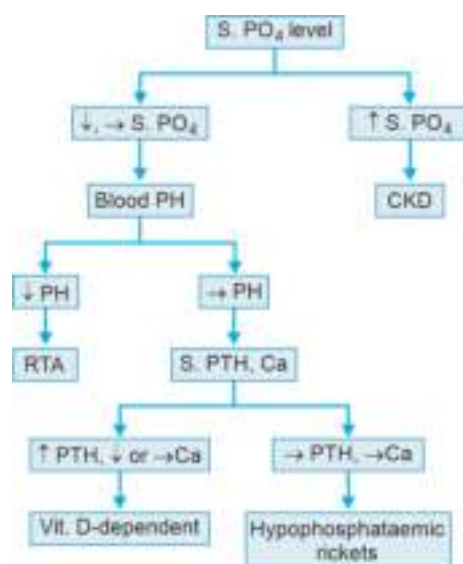 S. PO₄ level
↓, → S. PO₄
↑ S. PO₄
Blood PH
CKD
↓ PH
→ PH
RTA
S. PTH, Ca
↑ PTH, ↓ or →Ca
→ PTH, →Ca
Vit. D-dependent
Hypophosphataemic
rickets